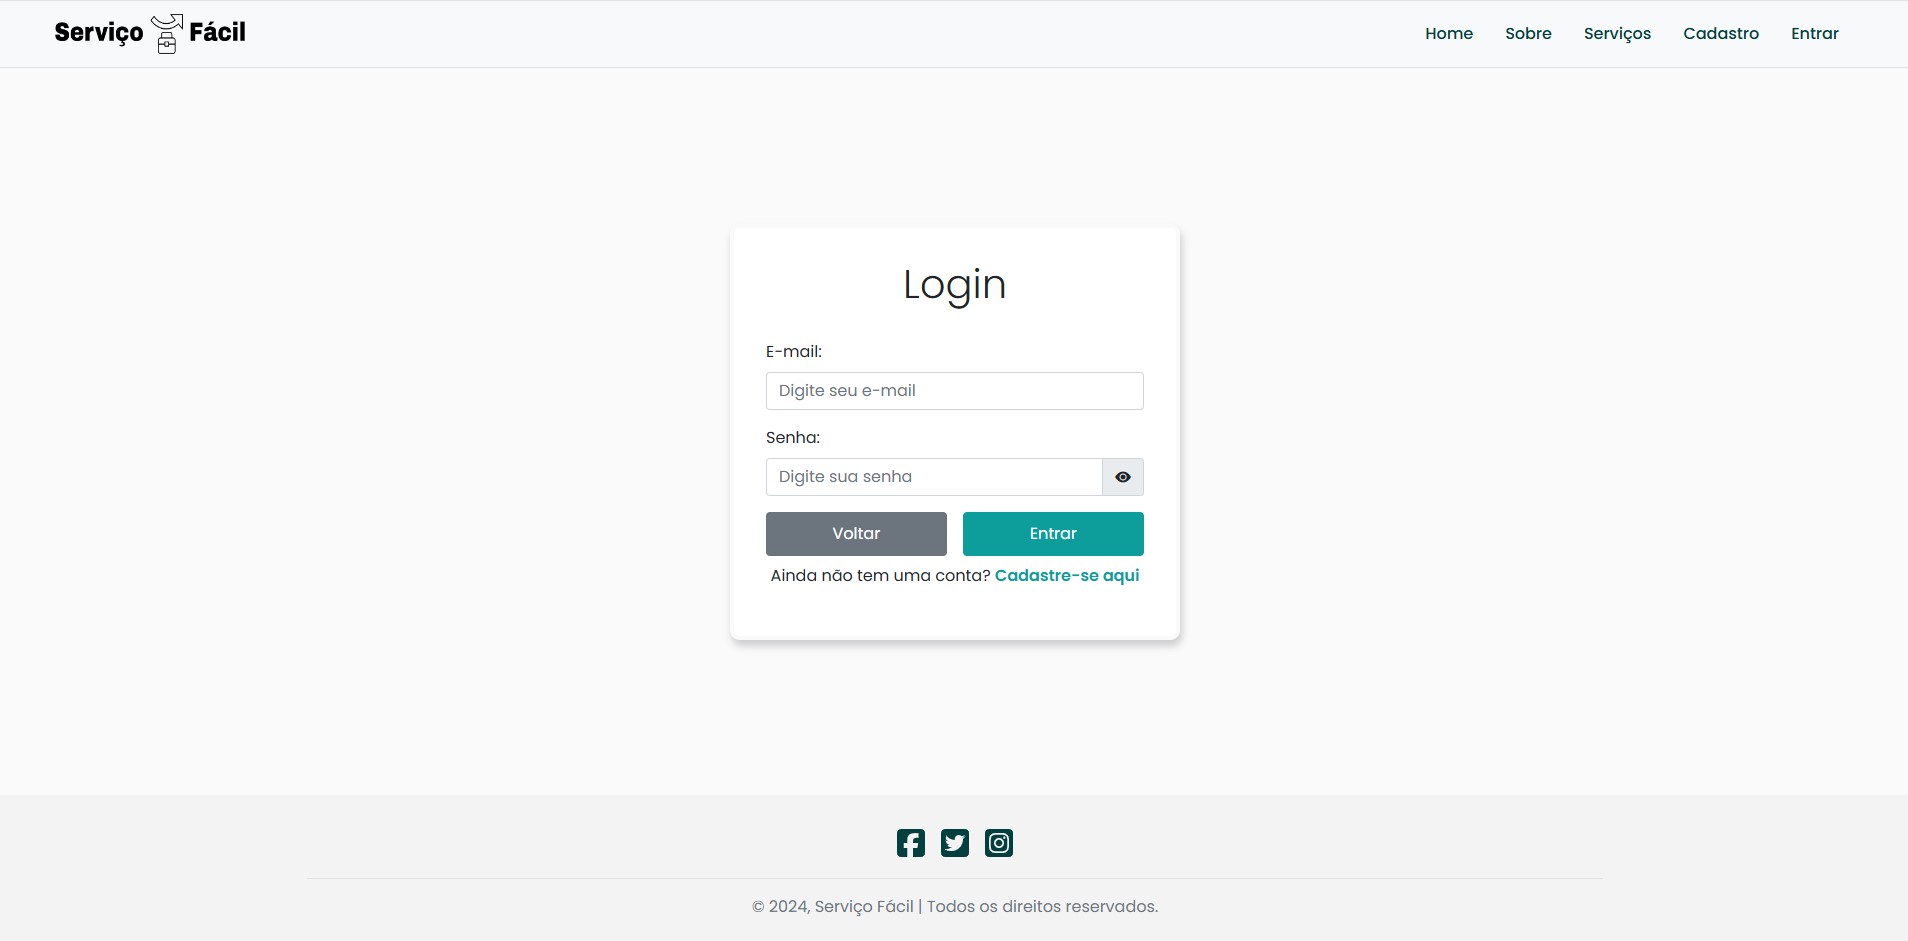 Serviço Fácil
Home Sobre Serviços Cadastro Entrar
Login
E-mail:
Digite seu e-mail
Senha:
Digite sua senha
Voltar Entrar
Ainda não tem uma conta? Cadastre-se aqui
© 2024, Serviço Fácil | Todos os direitos reservados.